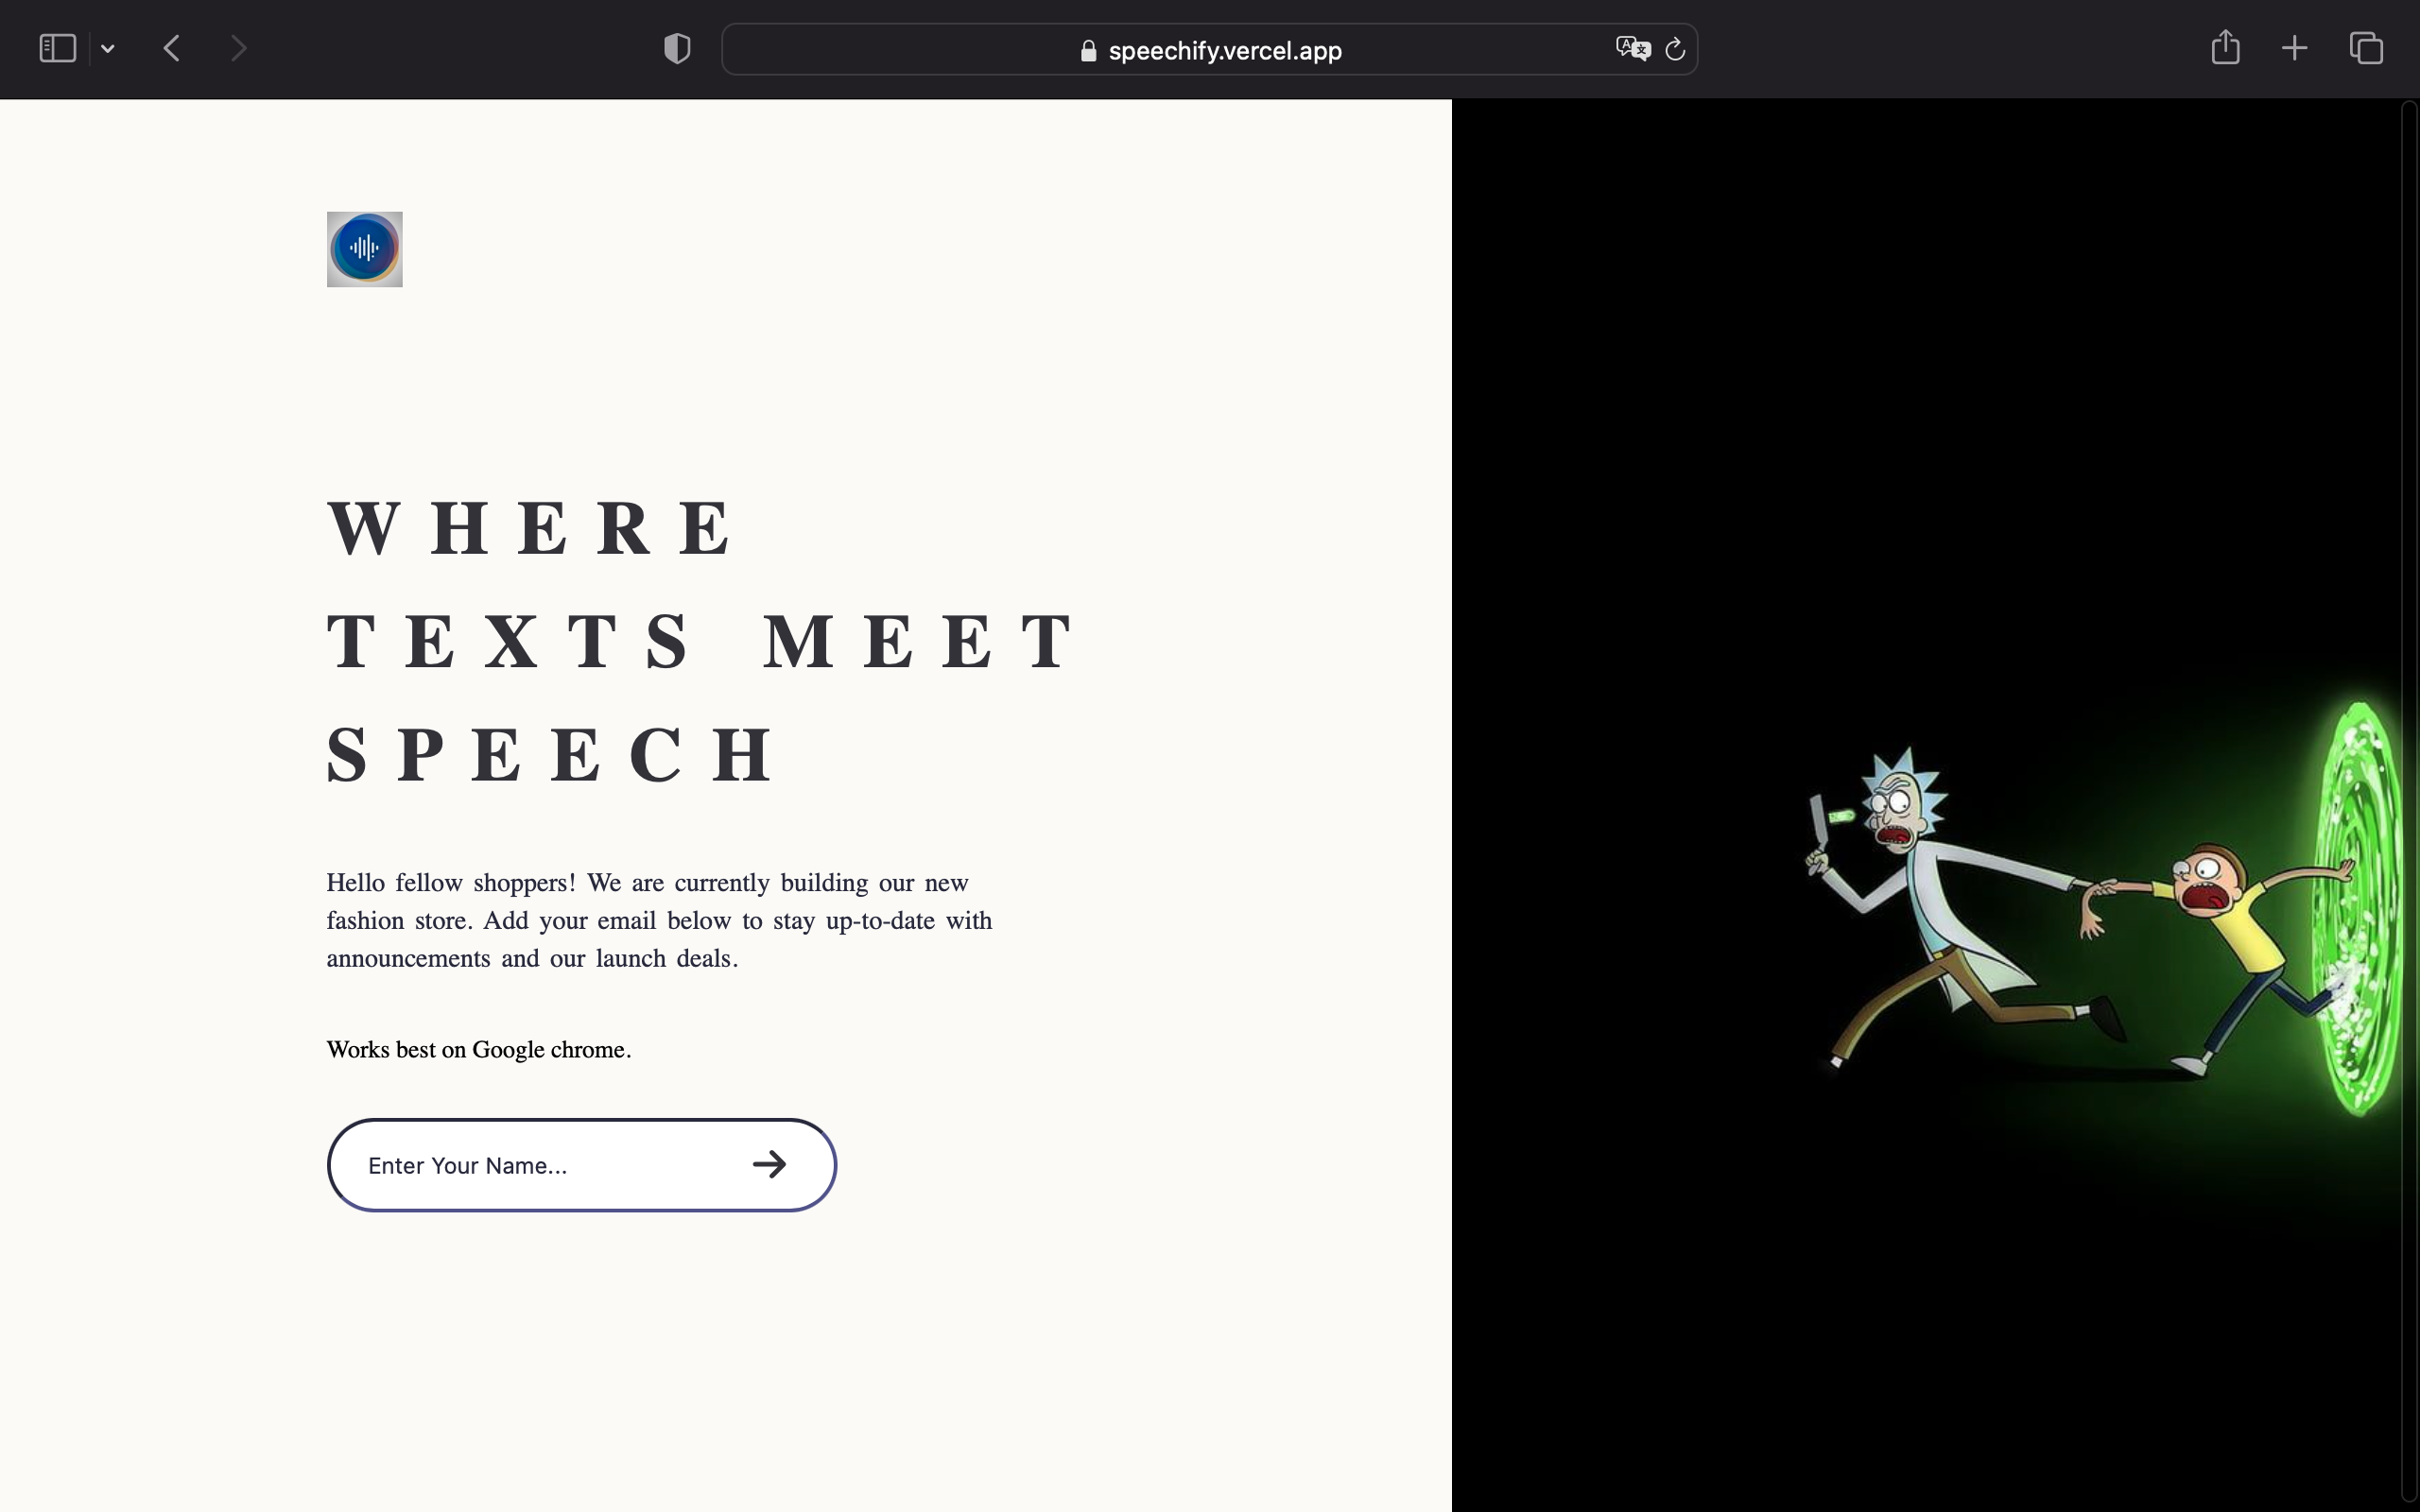 speechify.vercel.app
WHERE
TEXTS MEET
SPEECH
Hello fellow shoppers! We are currently building our new
fashion store. Add your email below to stay up-to-date with
announcements and our launch deals.
Works best on Google chrome.
Enter Your Name...